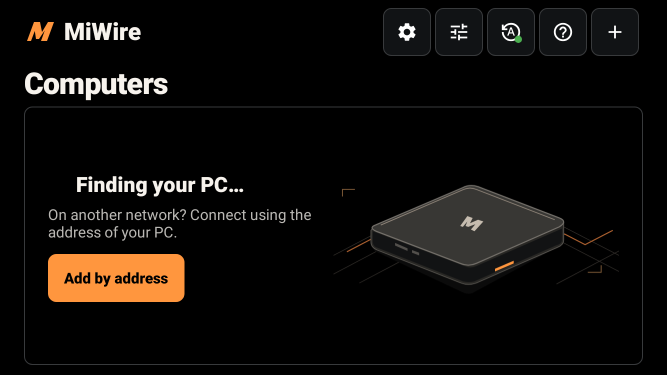 MiWire
Computers
Finding your PC...
On another network? Connect using the
address of your PC.
Add by address